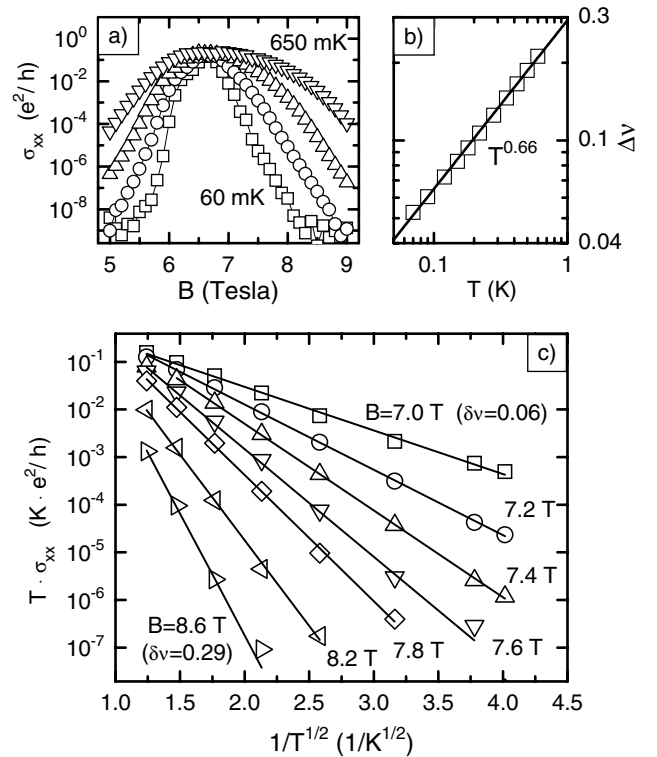 a)
650 mK
60 mK
10^0
10^-2
10^-4
10^-6
10^-8
σ_xx (e²/ h)
5 6 7 8 9
B (Tesla)
b)
T^0.66
0.3
0.1
0.04
Δν
0.1 1
T (K)
c)
B=7.0 T (δν=0.06)
7.2 T
7.4 T
7.6 T
7.8 T
8.2 T
B=8.6 T
(δν=0.29)
10^-1
10^-2
10^-3
10^-4
10^-5
10^-6
10^-7
T · σ_xx (K · e²/ h)
1.0 1.5 2.0 2.5 3.0 3.5 4.0 4.5
1/T^1/2 (1/K^1/2)